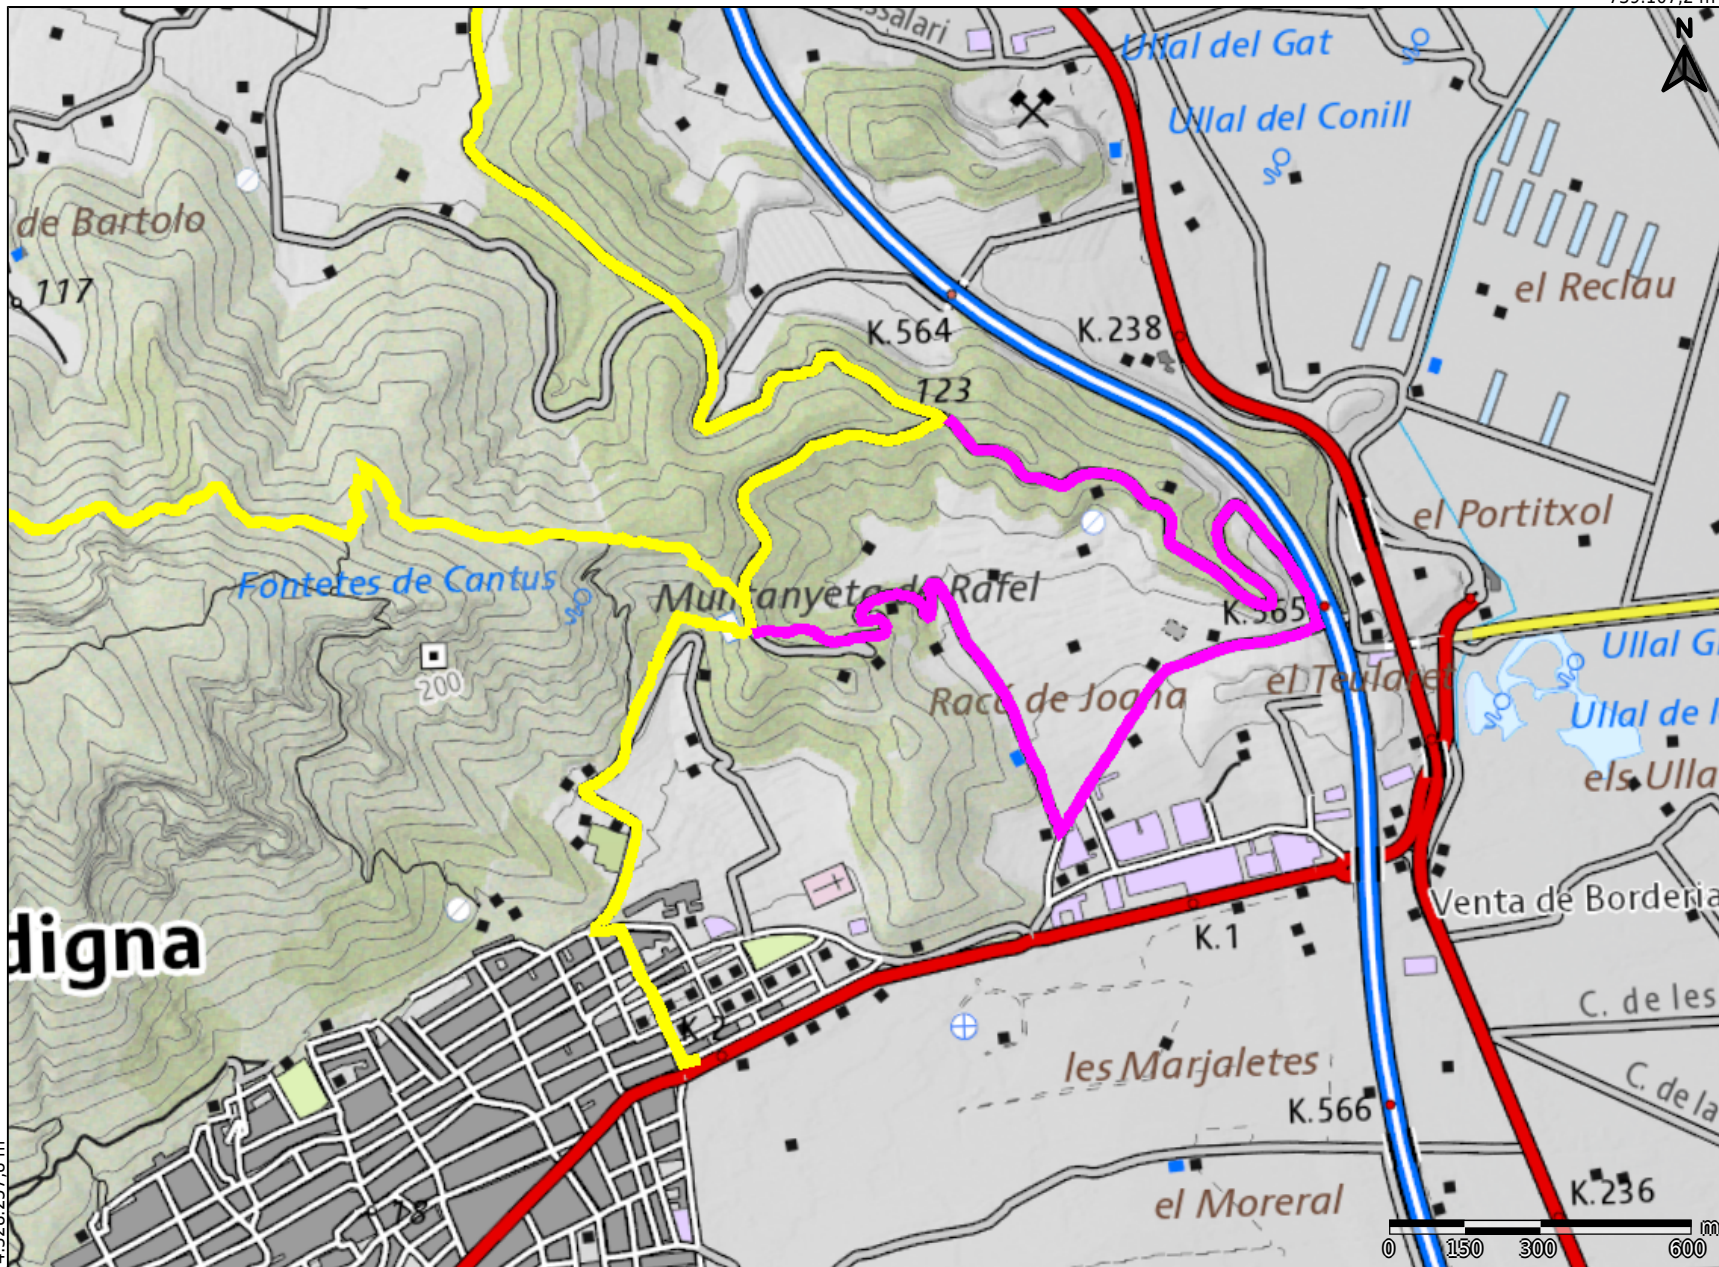 Ullal del Gat
N
Ullal del Conill
de Bartolo
117
el Reclau
K.564
K.238
123
el Portitxol
Fontetes de Cantus
Muntanyeta de Rafel
K.565
200
Racó de Joana
el Teularet
Ullal
Ullal de
els Ulla
Venta de Borderia
digna
K.1
C. de les
K.2
les Marjaletes
C. de la
K.566
el Moreral
K.236
78
m
0 150 300 600